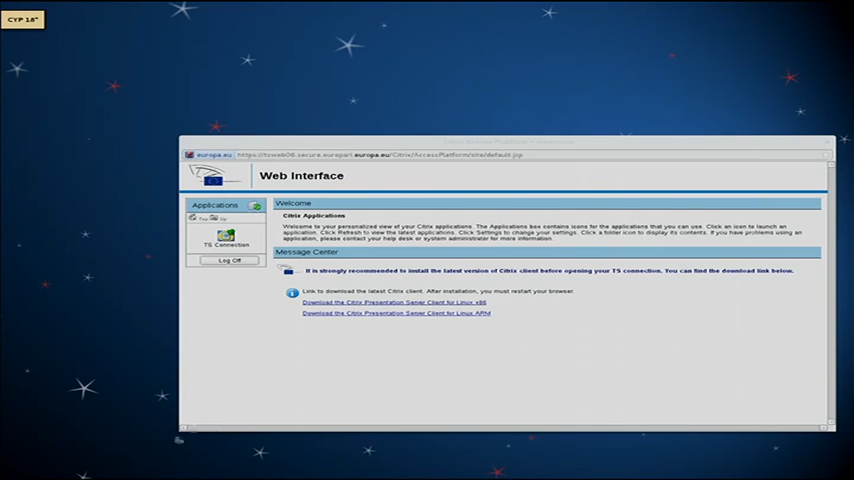 CYP 18"
europa.eu
https://tsweb06.secure.europarl.europa.eu/Citrix/AccessPlatform/site/default.jsp
Web Interface
Applications
Welcome
Top Up
Citrix Applications
Welcome to your personalized view of your Citrix applications. The Applications box contains icons for the applications that you can use. Click an icon to launch an
application. Click Refresh to view the latest applications. Click Settings to change your settings. Click a folder icon to display its contents. If you have problems using an
application, please contact your help desk or system administrator for more information.
TS Connection
Message Center
Log Off
It is strongly recommended to install the latest version of Citrix client before opening your TS connection. You can find the download link below.
Link to download the latest Citrix client. After installation, you must restart your browser
Download the Citrix Presentation Server Client for Linux x86
Download the Citrix Presentation Server Client for Linux ARM